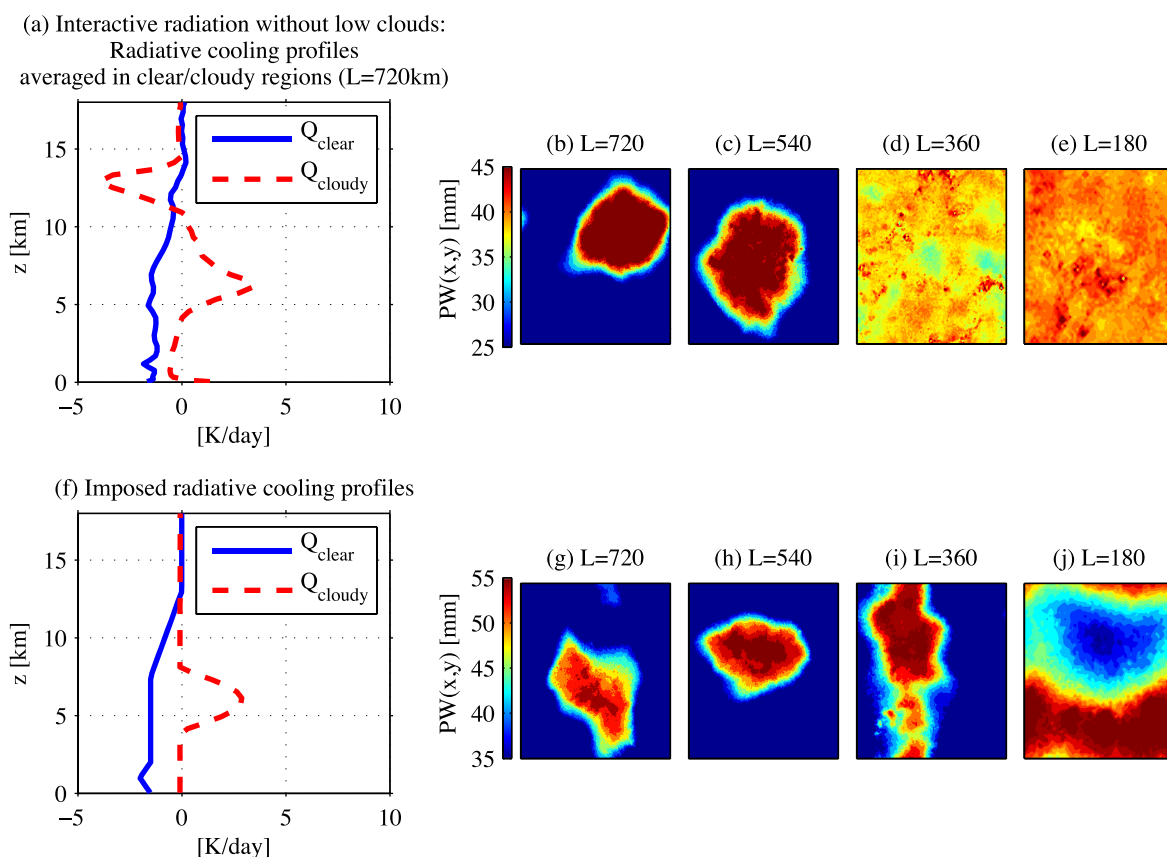 (a) Interactive radiation without low clouds:
Radiative cooling profiles
averaged in clear/cloudy regions (L=720km)
Q_clear
Q_cloudy
15
10
5
0
z [km]
−5
0
5
10
[K/day]
(b) L=720
(c) L=540
(d) L=360
(e) L=180
45
40
35
30
25
PW(x,y) [mm]
(f) Imposed radiative cooling profiles
Q_clear
Q_cloudy
15
10
5
0
z [km]
−5
0
5
10
[K/day]
(g) L=720
(h) L=540
(i) L=360
(j) L=180
55
50
45
40
35
PW(x,y) [mm]